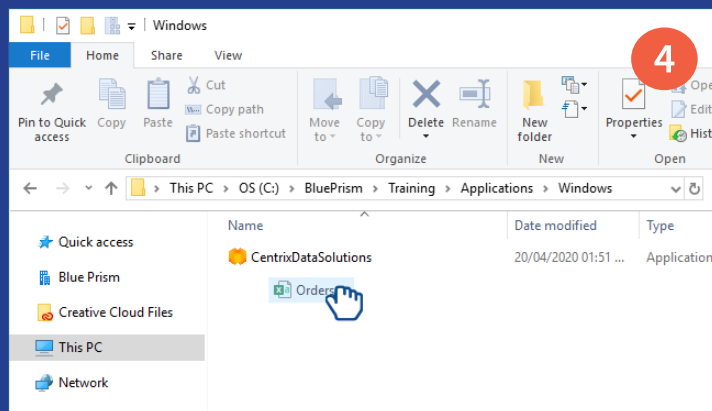 Windows
File Home Share View
4
Pin to Quick access
Copy
Paste
Cut
Copy path
Paste shortcut
Clipboard
Move to
Copy to
Delete
Rename
Organize
New folder
New
Properties
Ope
Edit
Hist
Open
This PC > OS (C:) > BluePrism > Training > Applications > Windows
Name Date modified Type
Quick access
Blue Prism
Creative Cloud Files
This PC
Network
CentrixDataSolutions 20/04/2020 01:51 ... Application
Orders